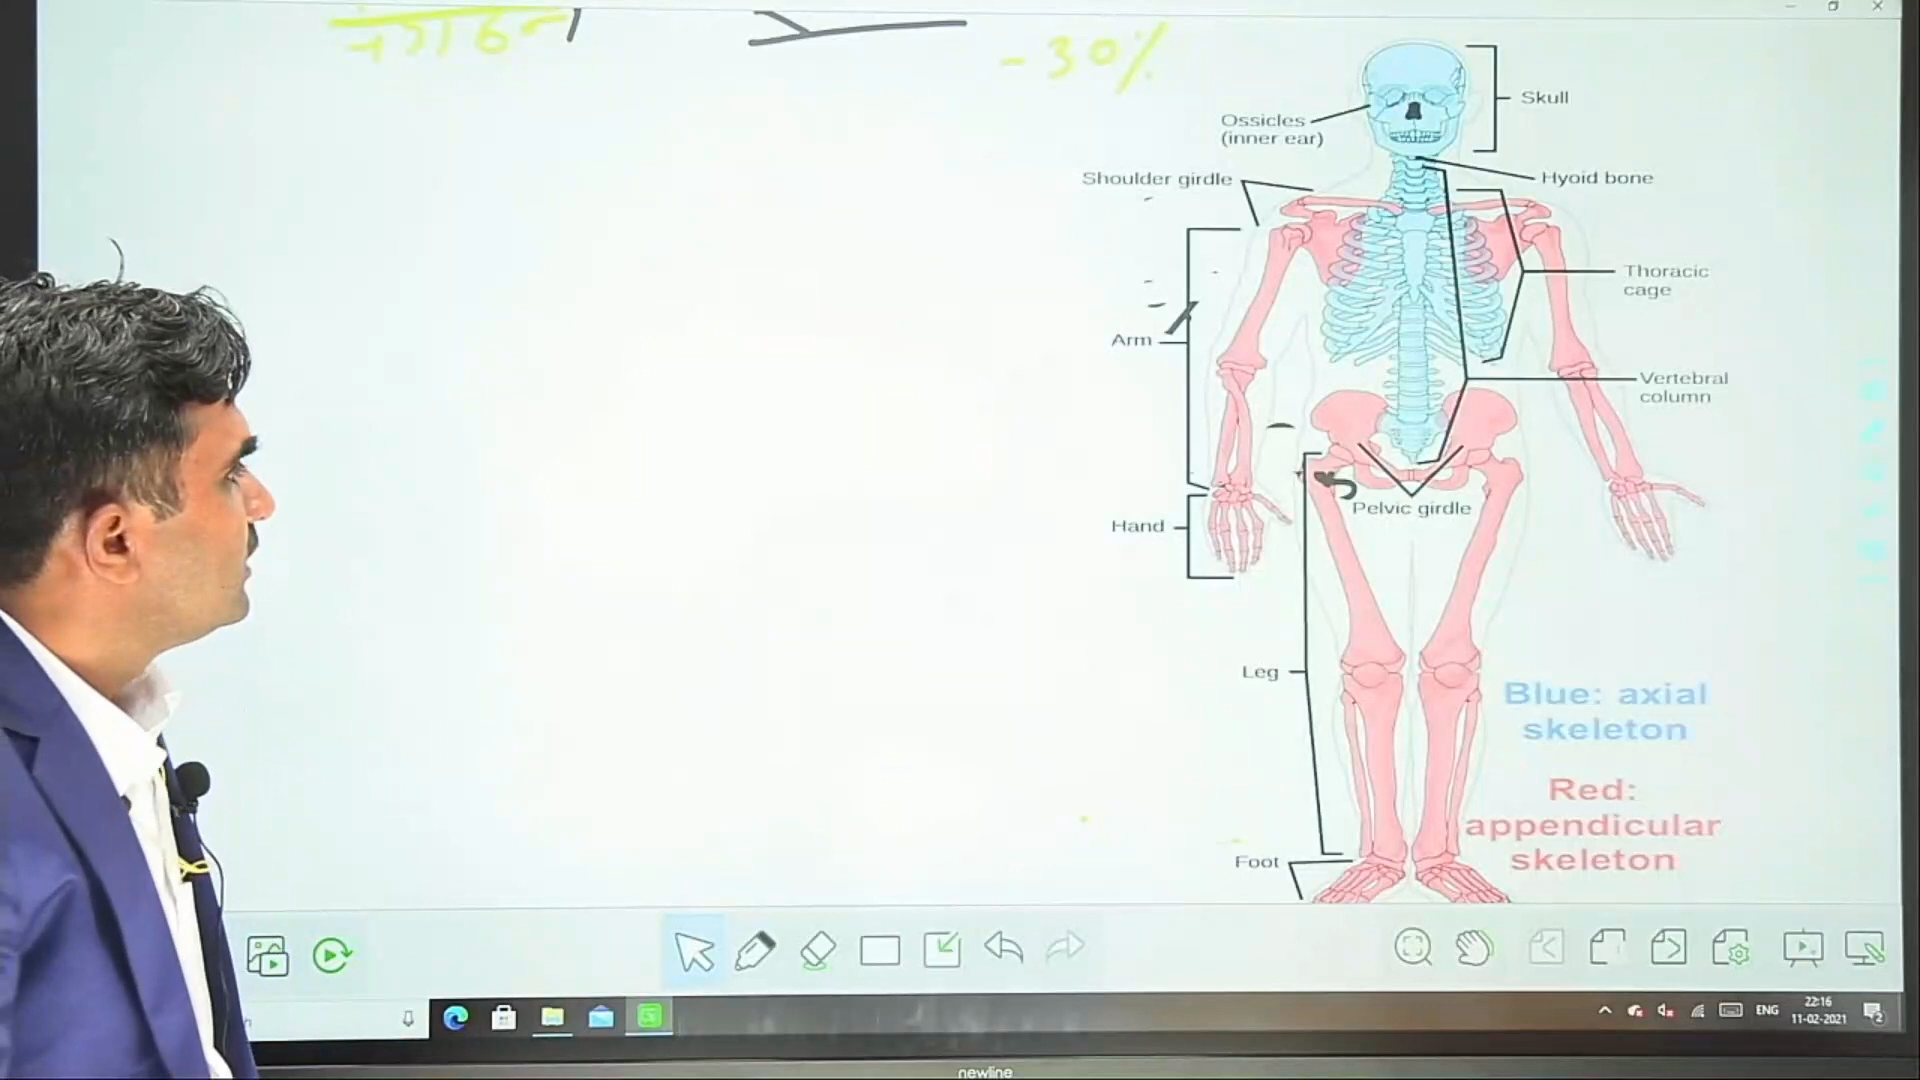 -30%
Skull
Ossicles
(inner ear)
Hyoid bone
Shoulder girdle
Thoracic
cage
Arm
Vertebral
column
Hand
Pelvic girdle
Leg
Blue: axial
skeleton
Red:
appendicular
skeleton
Foot
ENG
22:16
11-02-2021
2
newline